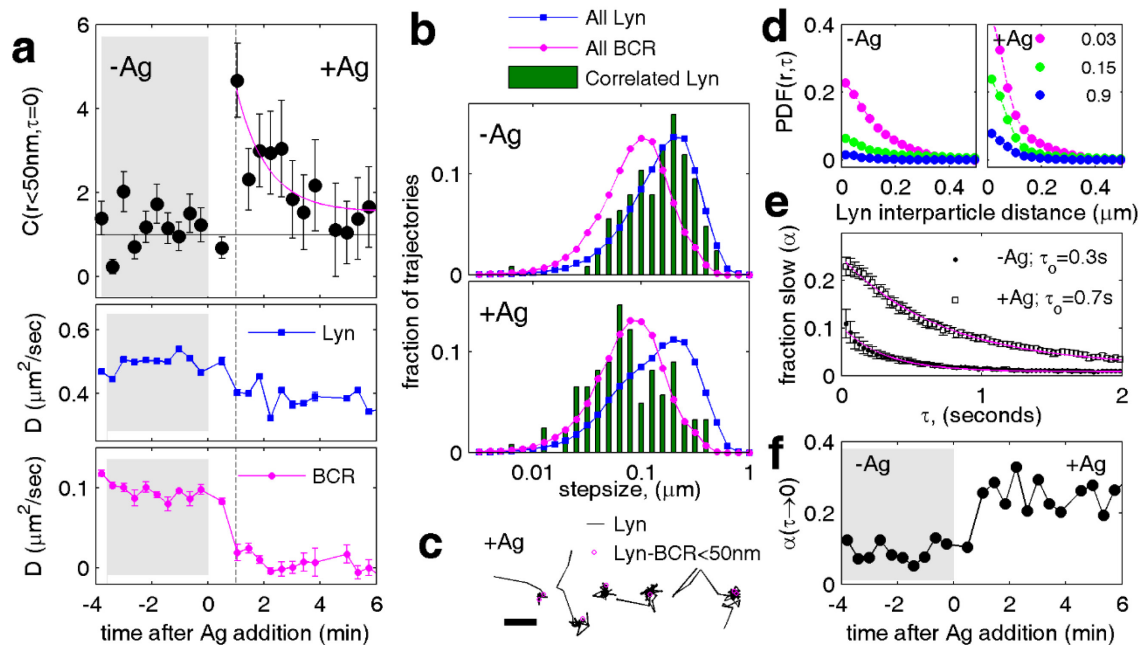 a
6
4
2
0
C(r<50nm,τ=0)
-Ag
+Ag
0.6
0.4
D (μm²/sec)
Lyn
0.1
0
D (μm²/sec)
BCR
-4 -2 0 2 4 6
time after Ag addition (min)
b
All Lyn
All BCR
Correlated Lyn
-Ag
0.1
0
+Ag
0.1
0
fraction of trajectories
0.01 0.1 1
stepsize, (μm)
c
+Ag
Lyn
Lyn-BCR<50nm
d
0.4
0.2
0
PDF(r,τ)
-Ag
+Ag
0.03
0.15
0.9
0 0.2 0.4 0 0.2 0.4
Lyn interparticle distance (μm)
e
0.2
0.1
0
fraction slow (α)
-Ag; τo=0.3s
+Ag; τo=0.7s
0 1 2
τ, (seconds)
f
0.4
0.2
0
α(τ→0)
-Ag
+Ag
-4 -2 0 2 4 6
time after Ag addition (min)